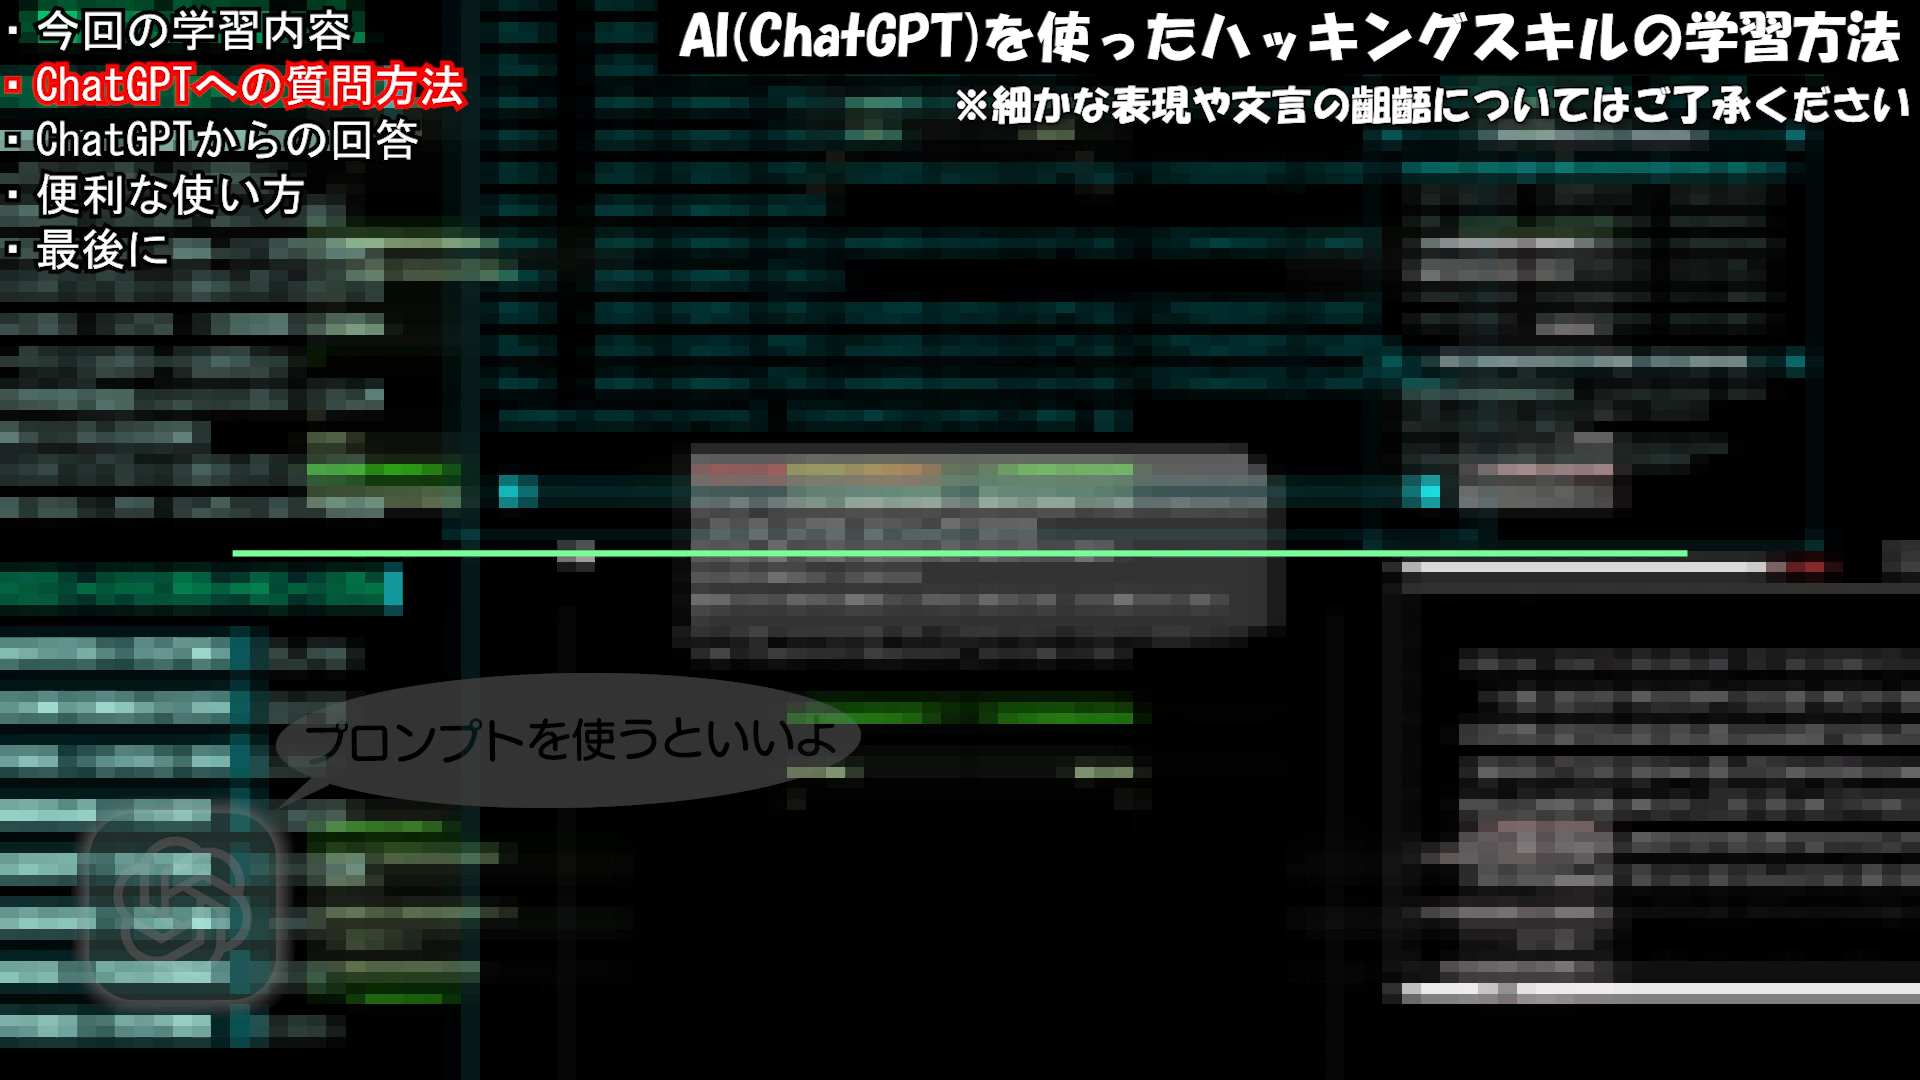 ・今回の学習内容
・ChatGPTへの質問方法
・ChatGPTからの回答
・便利な使い方
・最後に
AI(ChatGPT)を使ったハッキングスキルの学習方法
※細かな表現や文言の齟齬についてはご了承ください
プロンプトを使うといいよ